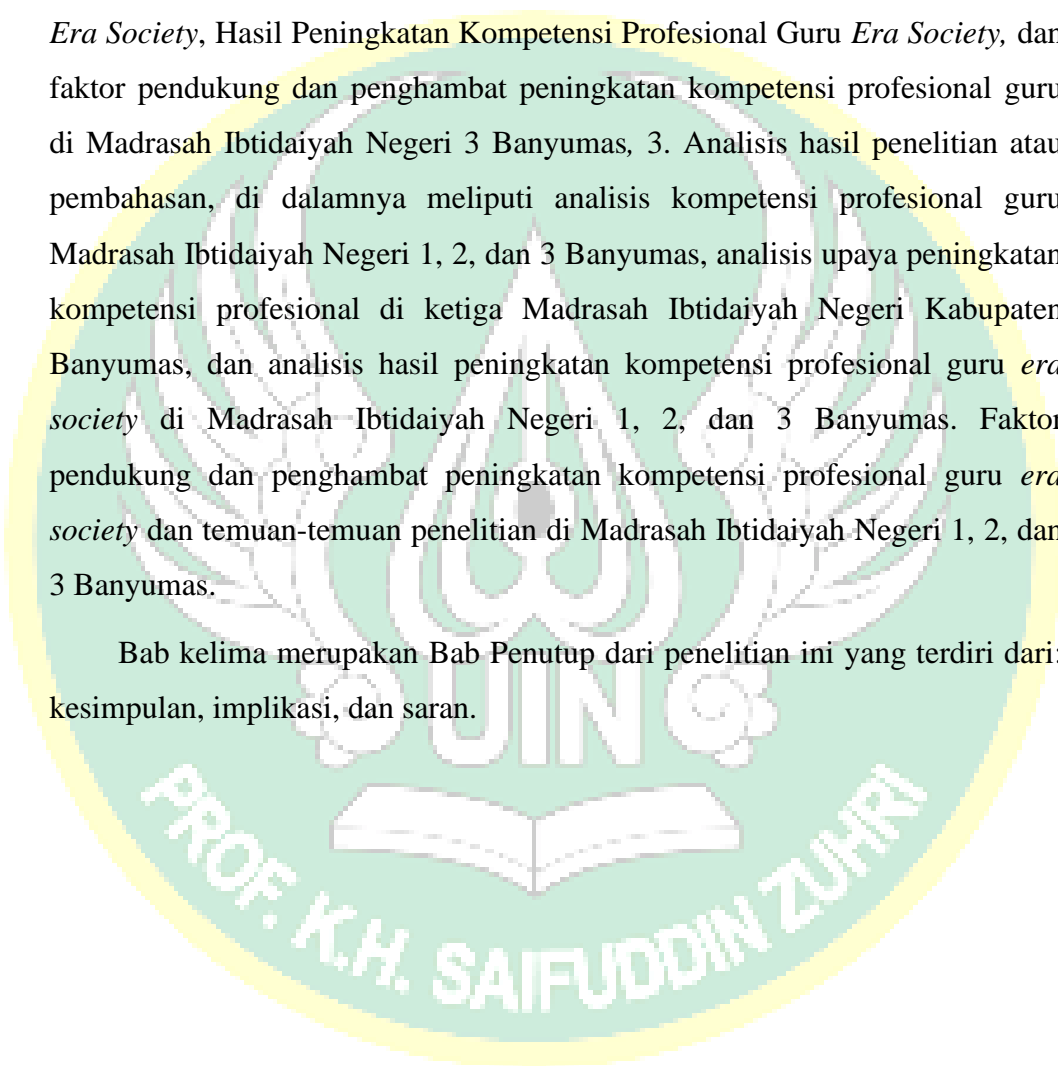 Era Society, Hasil Peningkatan Kompetensi Profesional Guru Era Society, dan
faktor pendukung dan penghambat peningkatan kompetensi profesional guru
di Madrasah Ibtidaiyah Negeri 3 Banyumas, 3. Analisis hasil penelitian atau
pembahasan, di dalamnya meliputi analisis kompetensi profesional guru
Madrasah Ibtidaiyah Negeri 1, 2, dan 3 Banyumas, analisis upaya peningkatan
kompetensi profesional di ketiga Madrasah Ibtidaiyah Negeri Kabupaten
Banyumas, dan analisis hasil peningkatan kompetensi profesional guru era
society di Madrasah Ibtidaiyah Negeri 1, 2, dan 3 Banyumas. Faktor
pendukung dan penghambat peningkatan kompetensi profesional guru era
society dan temuan-temuan penelitian di Madrasah Ibtidaiyah Negeri 1, 2, dan
3 Banyumas.
Bab kelima merupakan Bab Penutup dari penelitian ini yang terdiri dari:
kesimpulan, implikasi, dan saran.
UIN
PROF. K.H. SAIFUDDIN ZUHRI